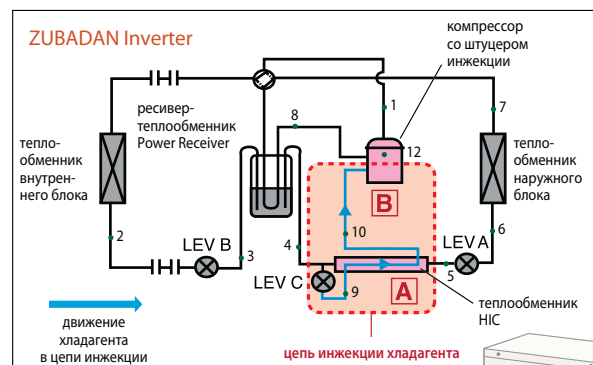 ZUBADAN Inverter
компрессор
со штуцером
инжекции
ресивер-
теплообменник
Power Receiver
1
7
8
12
тепло-
обменник
внутрен-
него блока
тепло-
обменник
наружного
блока
B
2
10
6
LEV B
3
4
LEV A
LEV C
9
A
5
движение
хладагента
в цепи инжекции
теплообменник
HIC
цепь инжекции хладагента